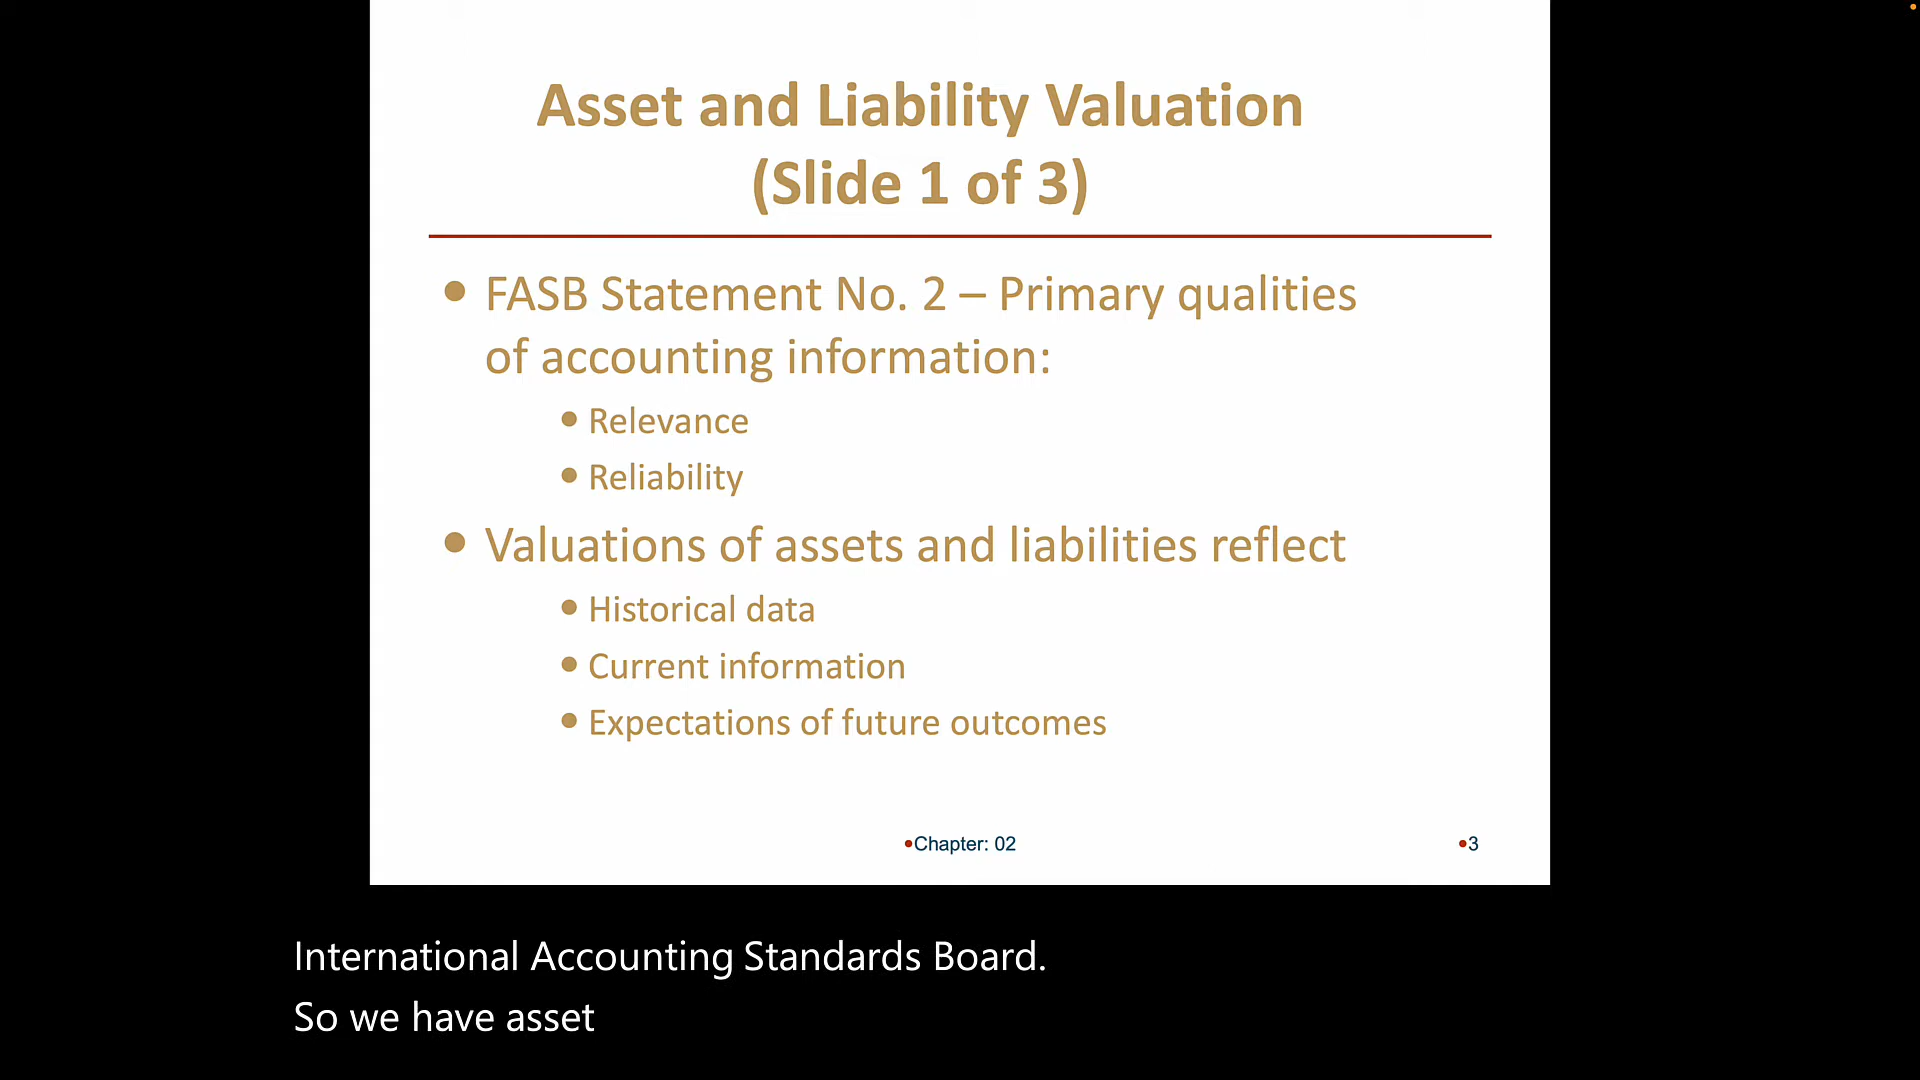 Asset and Liability Valuation
(Slide 1 of 3)
• FASB Statement No. 2 – Primary qualities
of accounting information:
• Relevance
• Reliability
• Valuations of assets and liabilities reflect
• Historical data
• Current information
• Expectations of future outcomes
•Chapter: 02
•3
International Accounting Standards Board.
So we have asset